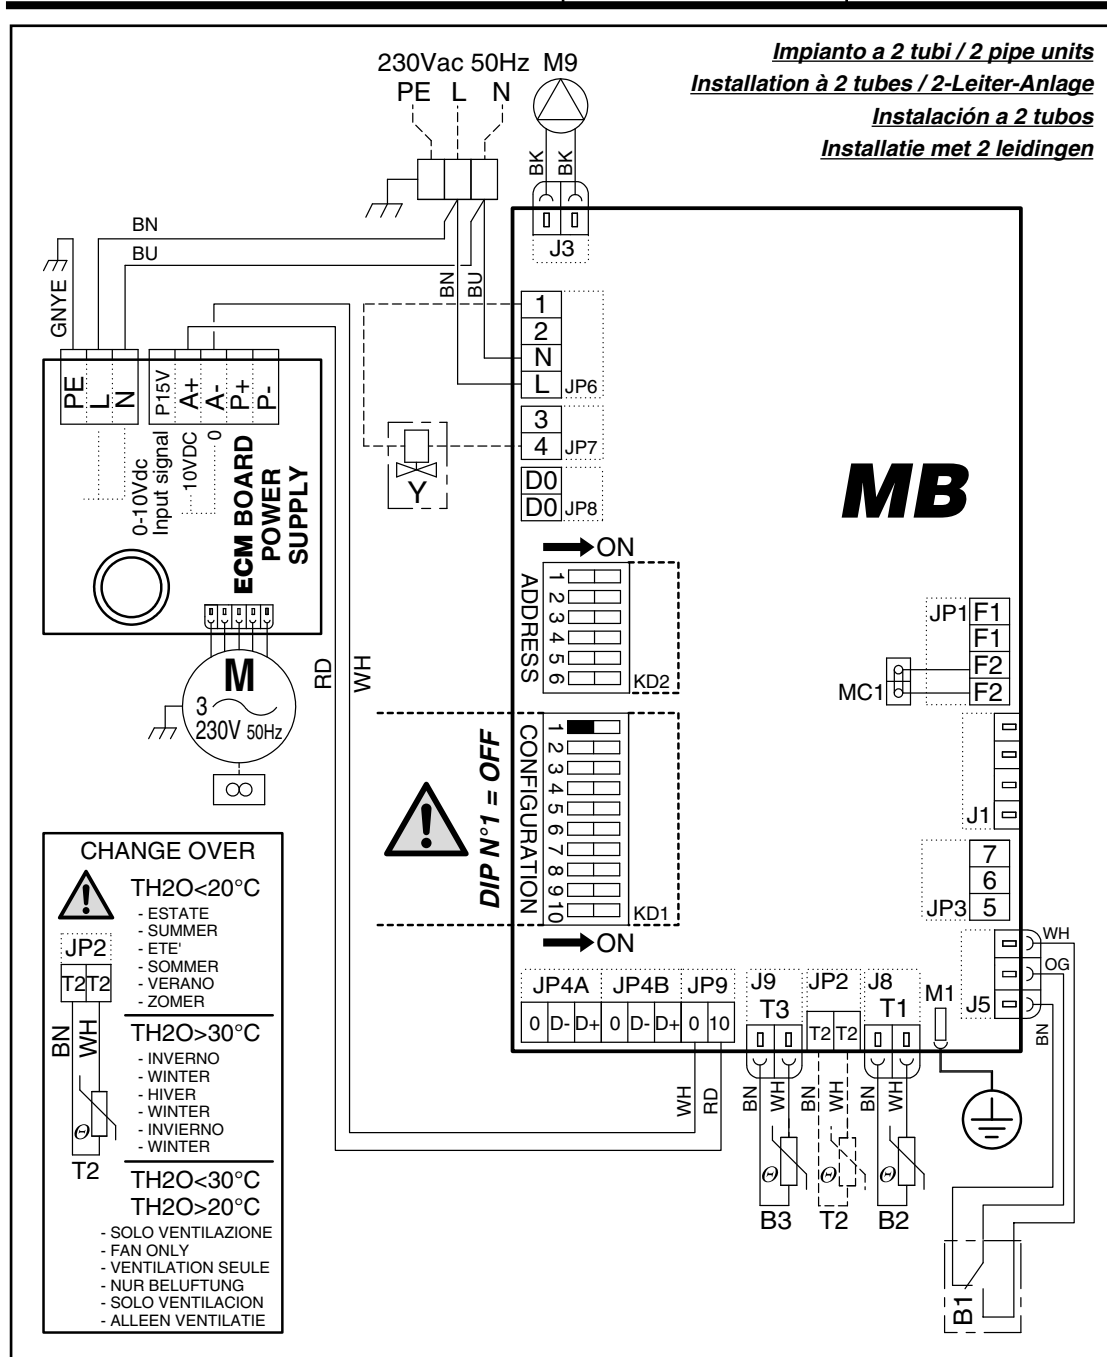 Impianto a 2 tubi / 2 pipe units
Installation à 2 tubes / 2-Leiter-Anlage
Instalación a 2 tubos
Installatie met 2 leidingen
230Vac 50Hz M9
PE L N
BK BK
J3
BN
BU
GNYE
BN BU
1
2
N
L JP6
3
4 JP7
D0
D0 JP8
Y
MB
PE L N
P15V A+ A- P+ P-
0-10Vdc
Input signal
10VDC 0
ECM BOARD
POWER
SUPPLY
M
3
230V 50Hz
RD WH
ON
ADDRESS
1
2
3
4
5
6
KD2
DIP N°1 = OFF
CONFIGURATION
1
2
3
4
5
6
7
8
9
10
KD1
ON
JP1 F1
F1
F2
F2
MC1
J1
7
6
JP3 5
J5
WH
OG
BN
JP4A JP4B JP9
0 D- D+ 0 D- D+ 0 10
J9 JP2 J8 M1
T3 T2 T2 T1
WH RD
BN WH BN WH BN WH
Θ Θ Θ
B3 T2 B2
B1
CHANGE OVER
TH2O<20°C
- ESTATE
- SUMMER
- ETE'
- SOMMER
- VERANO
- ZOMER
JP2
T2 T2
BN WH
Θ
T2
TH2O>30°C
- INVERNO
- WINTER
- HIVER
- WINTER
- INVIERNO
- WINTER
TH2O<30°C
TH2O>20°C
- SOLO VENTILAZIONE
- FAN ONLY
- VENTILATION SEULE
- NUR BELUFTUNG
- SOLO VENTILACION
- ALLEEN VENTILATIE